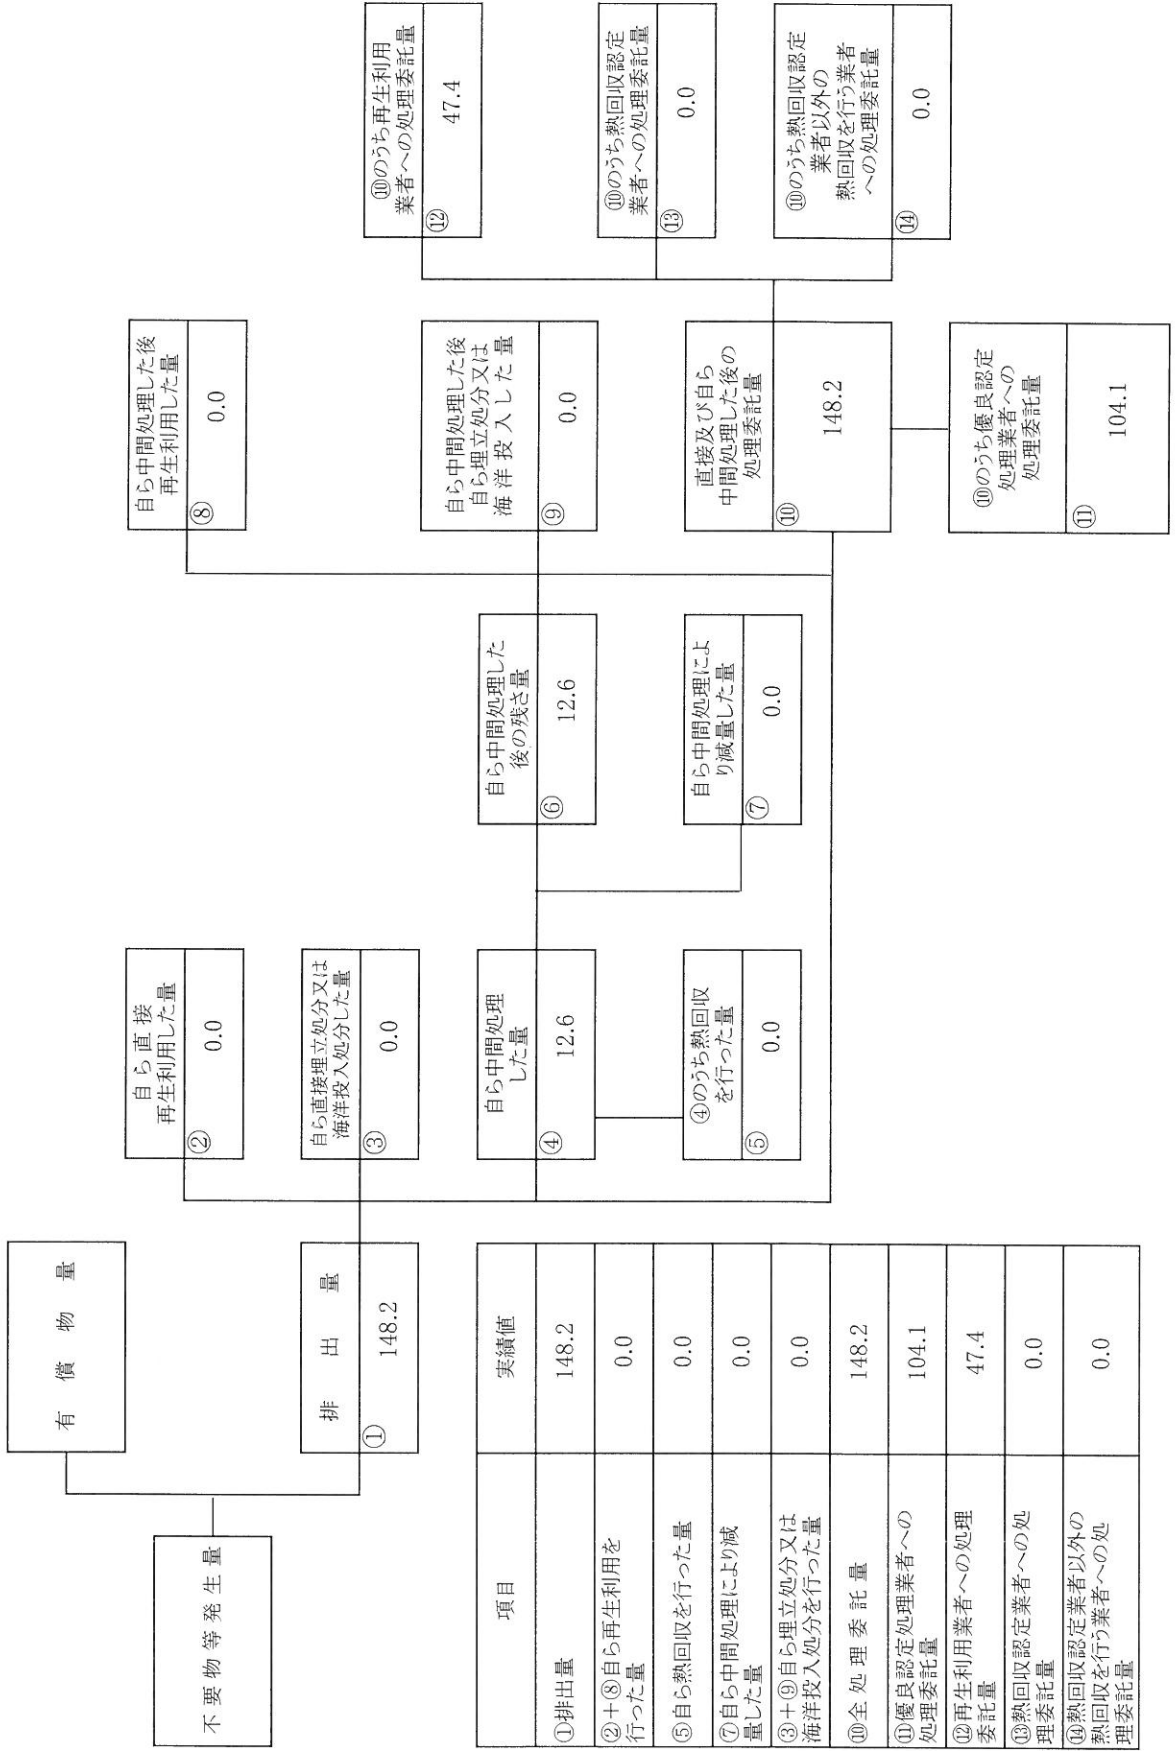 不要物等発生量
有償物量
排出量
①
148.2
自ら直接
再生利用した量
②
0.0
自ら直接埋立処分又は
海洋投入処分した量
③
0.0
自ら中間処理
した量
④
12.6
④のうち熱回収
を行った量
⑤
0.0
自ら中間処理した
後の残さ量
⑥
12.6
自ら中間処理によ
り減量した量
⑦
0.0
自ら中間処理した後
再生利用した量
⑧
0.0
自ら中間処理した後
自ら埋立処分又は
海洋投入した量
⑨
0.0
直接及び自ら
中間処理した後の
処理委託量
⑩
148.2
⑩のうち優良認定
処理業者への
処理委託量
⑪
104.1
⑩のうち再生利用
業者への処理委託量
⑫
47.4
⑩のうち熱回収認定
業者への処理委託量
⑬
0.0
⑩のうち熱回収認定
業者以外の
熱回収を行う業者
への処理委託量
⑭
0.0
項目 実績値
①排出量 148.2
②＋⑧自ら再生利用を
行った量 0.0
⑤自ら熱回収を行った量 0.0
⑦自ら中間処理により減
量した量 0.0
③＋⑨自ら埋立処分又は
海洋投入処分を行った量 0.0
⑩全処理委託量 148.2
⑪優良認定処理業者への
処理委託量 104.1
⑫再生利用業者への処理
委託量 47.4
⑬熱回収認定業者への処
理委託量 0.0
⑭熱回収認定業者以外の
熱回収を行う業者への処
理委託量 0.0